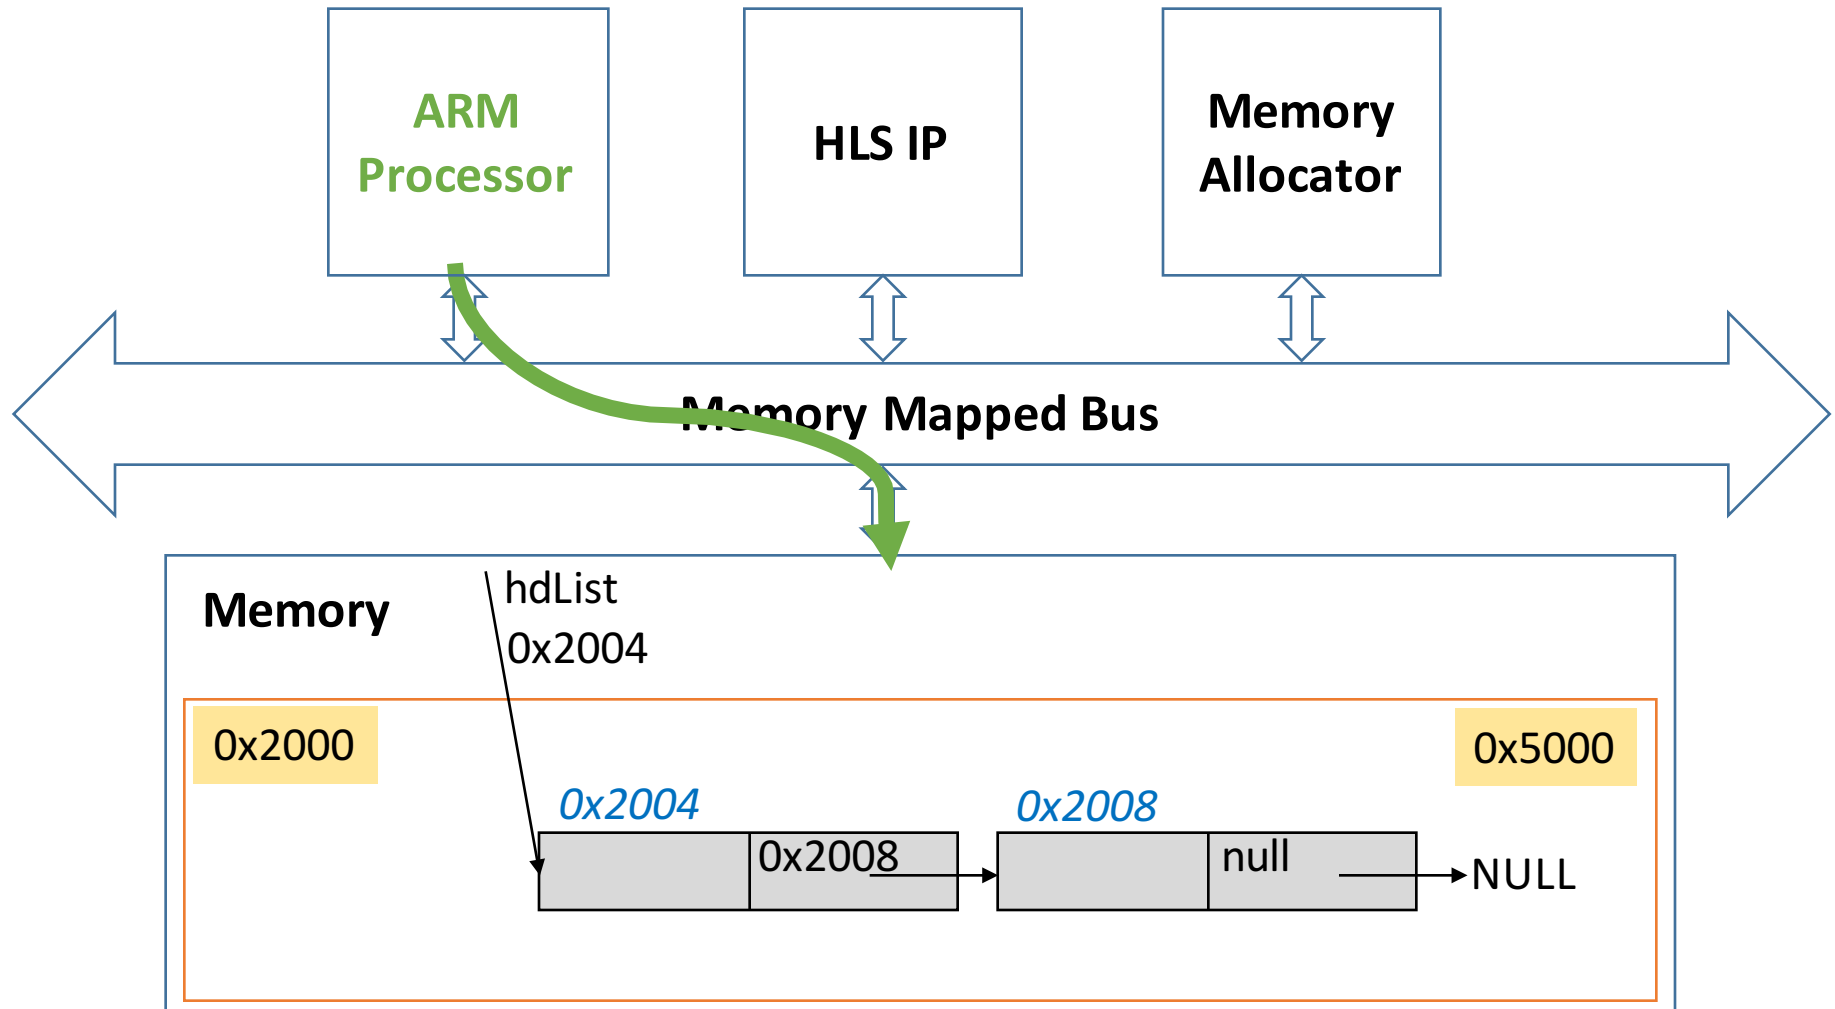 ARM
Processor
HLS IP
Memory
Allocator
Memory Mapped Bus
Memory
hdList
0x2004
0x2000
0x5000
0x2004
0x2008
0x2008
null
NULL